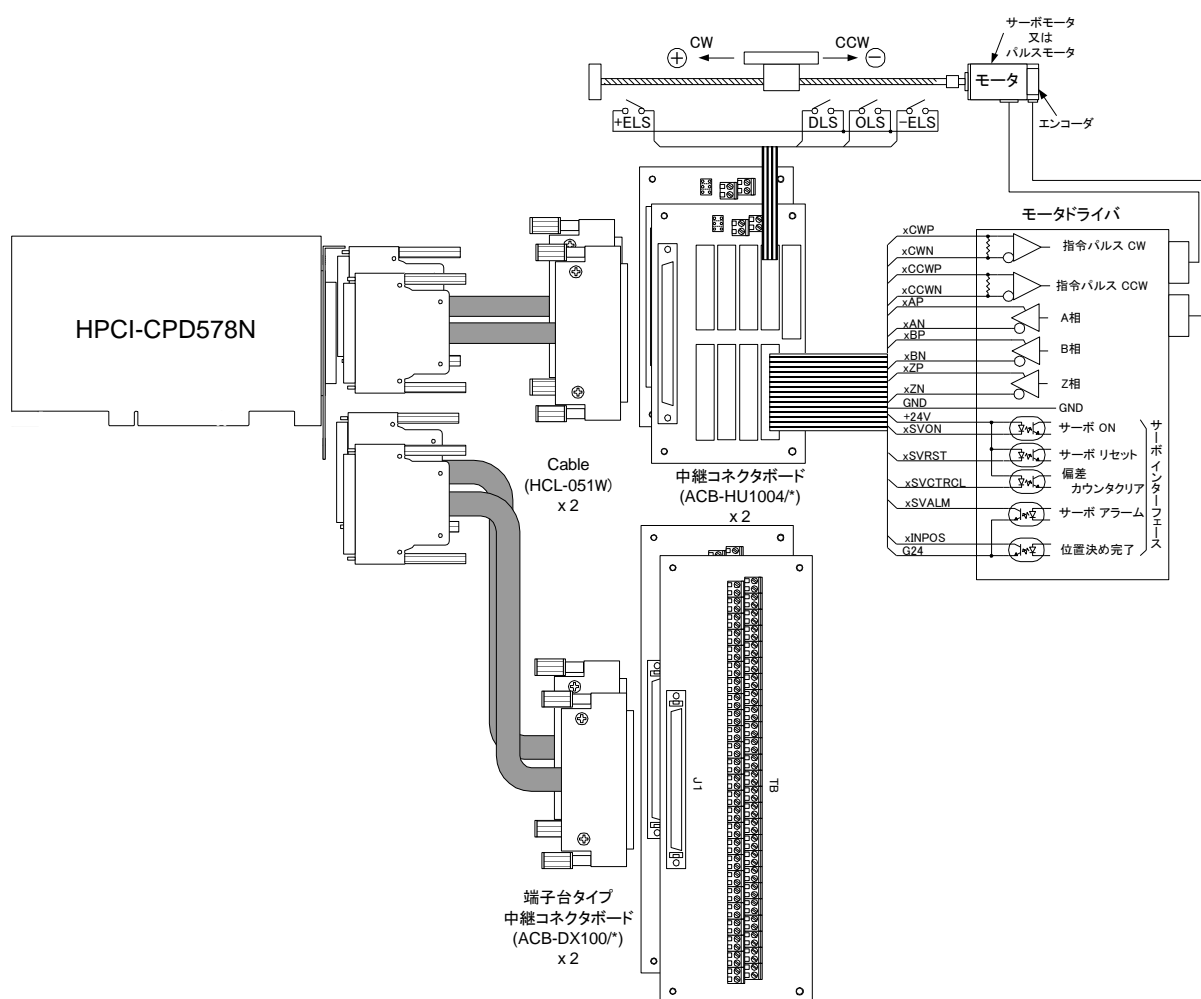 サーボモータ
又は
パルスモータ
CW
CCW
モータ
エンコーダ
+ELS
DLS
OLS
-ELS
HPCI-CPD578N
Cable
(HCL-051W)
x 2
中継コネクタボード
(ACB-HU1004/*)
x 2
モータドライバ
xCWP
xCWN
xCCWP
xCCWN
xAP
xAN
xBP
xBN
xZP
xZN
GND
+24V
xSVON
xSVRST
xSVCTRCL
xSVALM
xINPOS
G24
指令パルス CW
指令パルス CCW
A相
B相
Z相
GND
サーボ ON
サーボ リセット
偏差
カウンタクリア
サーボ アラーム
位置決め完了
サーボインターフェース
J1
TB
端子台タイプ
中継コネクタボード
(ACB-DX100/*)
x 2